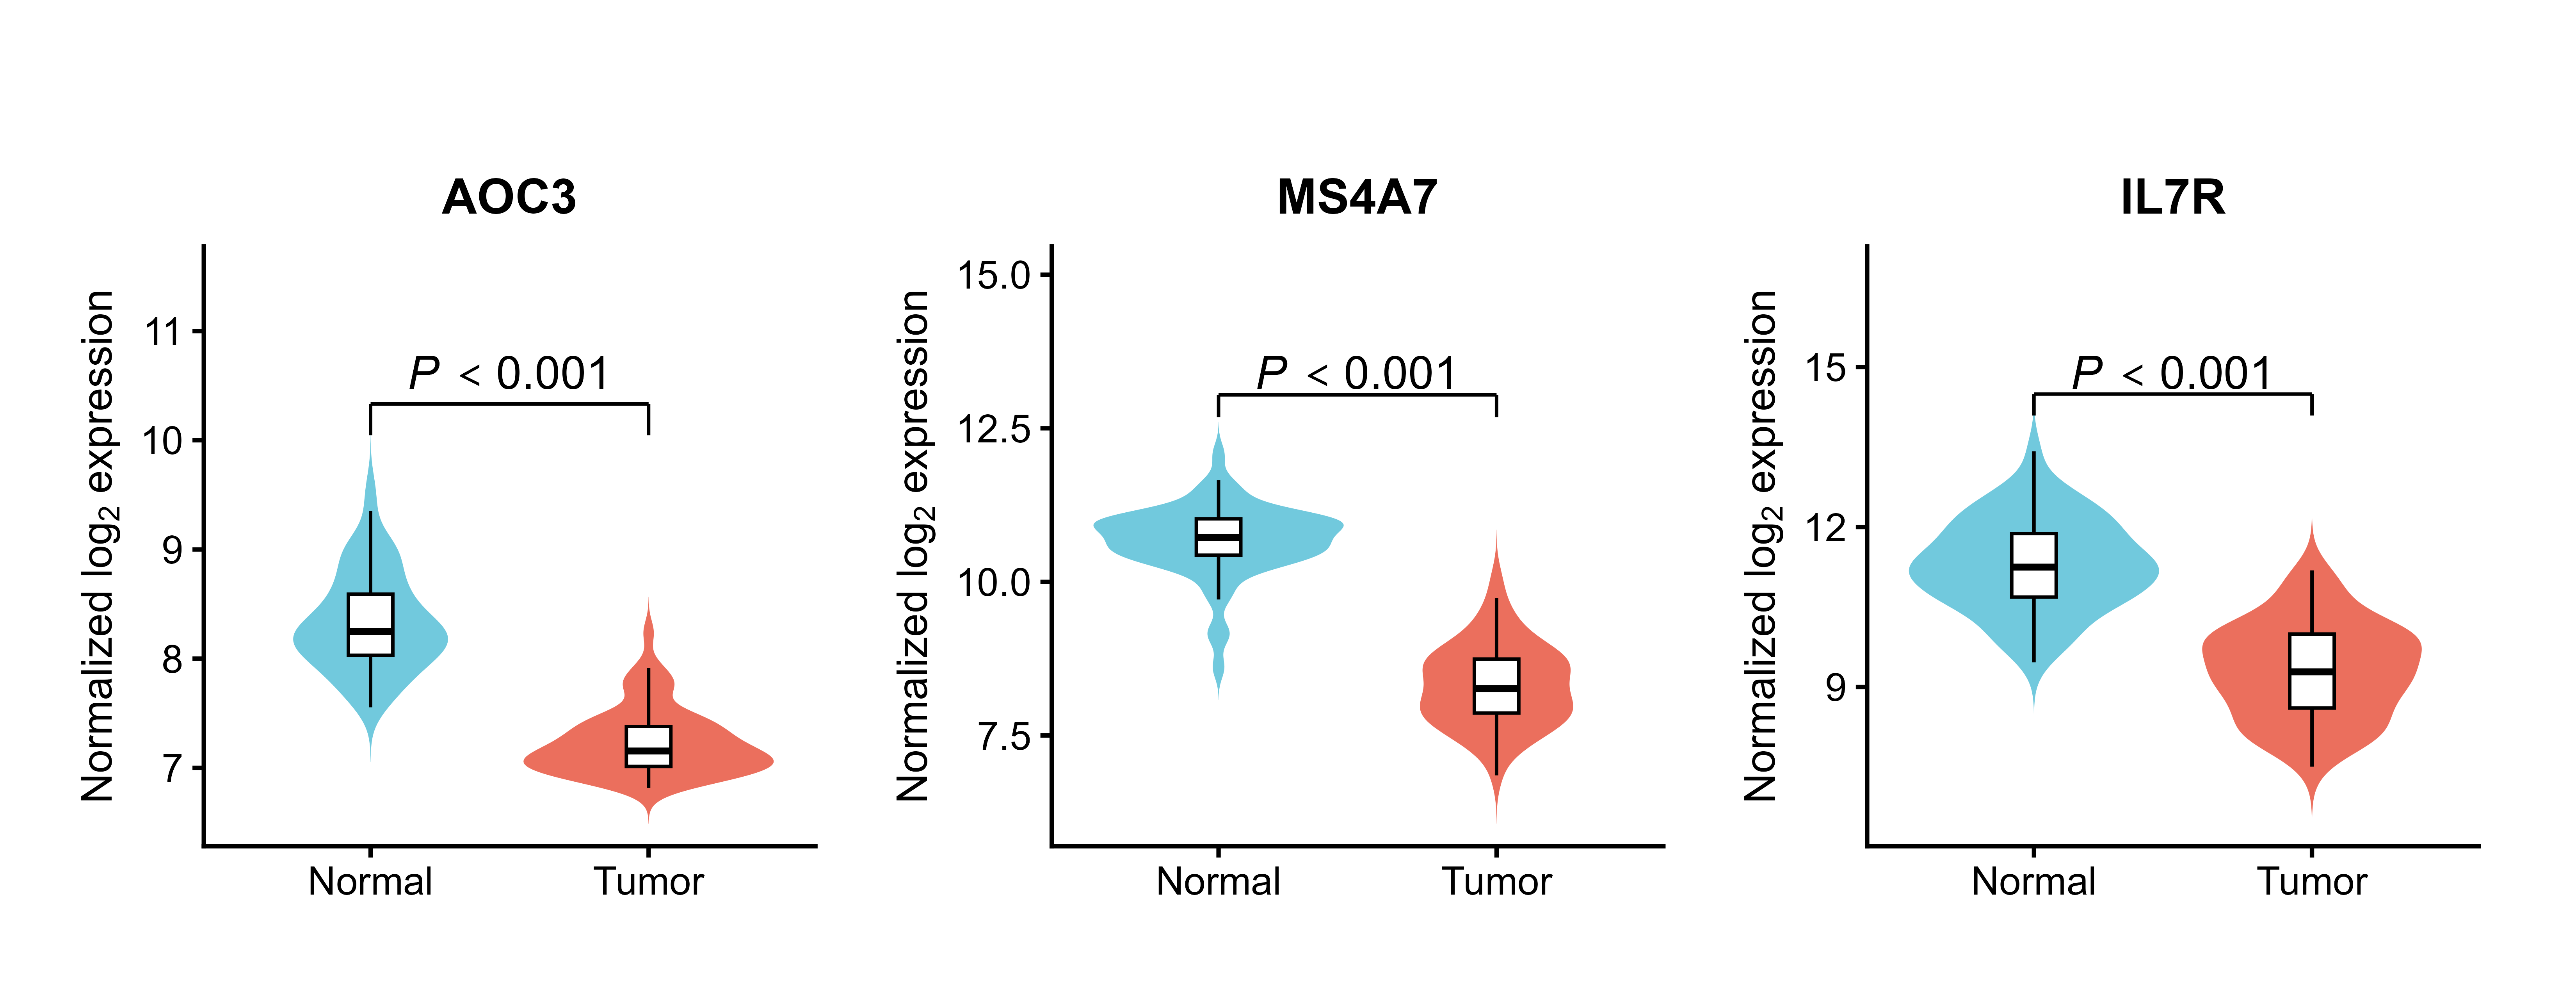 AOC3
Normalized log₂ expression
11
10
9
8
7
P < 0.001
Normal
Tumor
MS4A7
Normalized log₂ expression
15.0
12.5
10.0
7.5
P < 0.001
Normal
Tumor
IL7R
Normalized log₂ expression
15
12
9
P < 0.001
Normal
Tumor